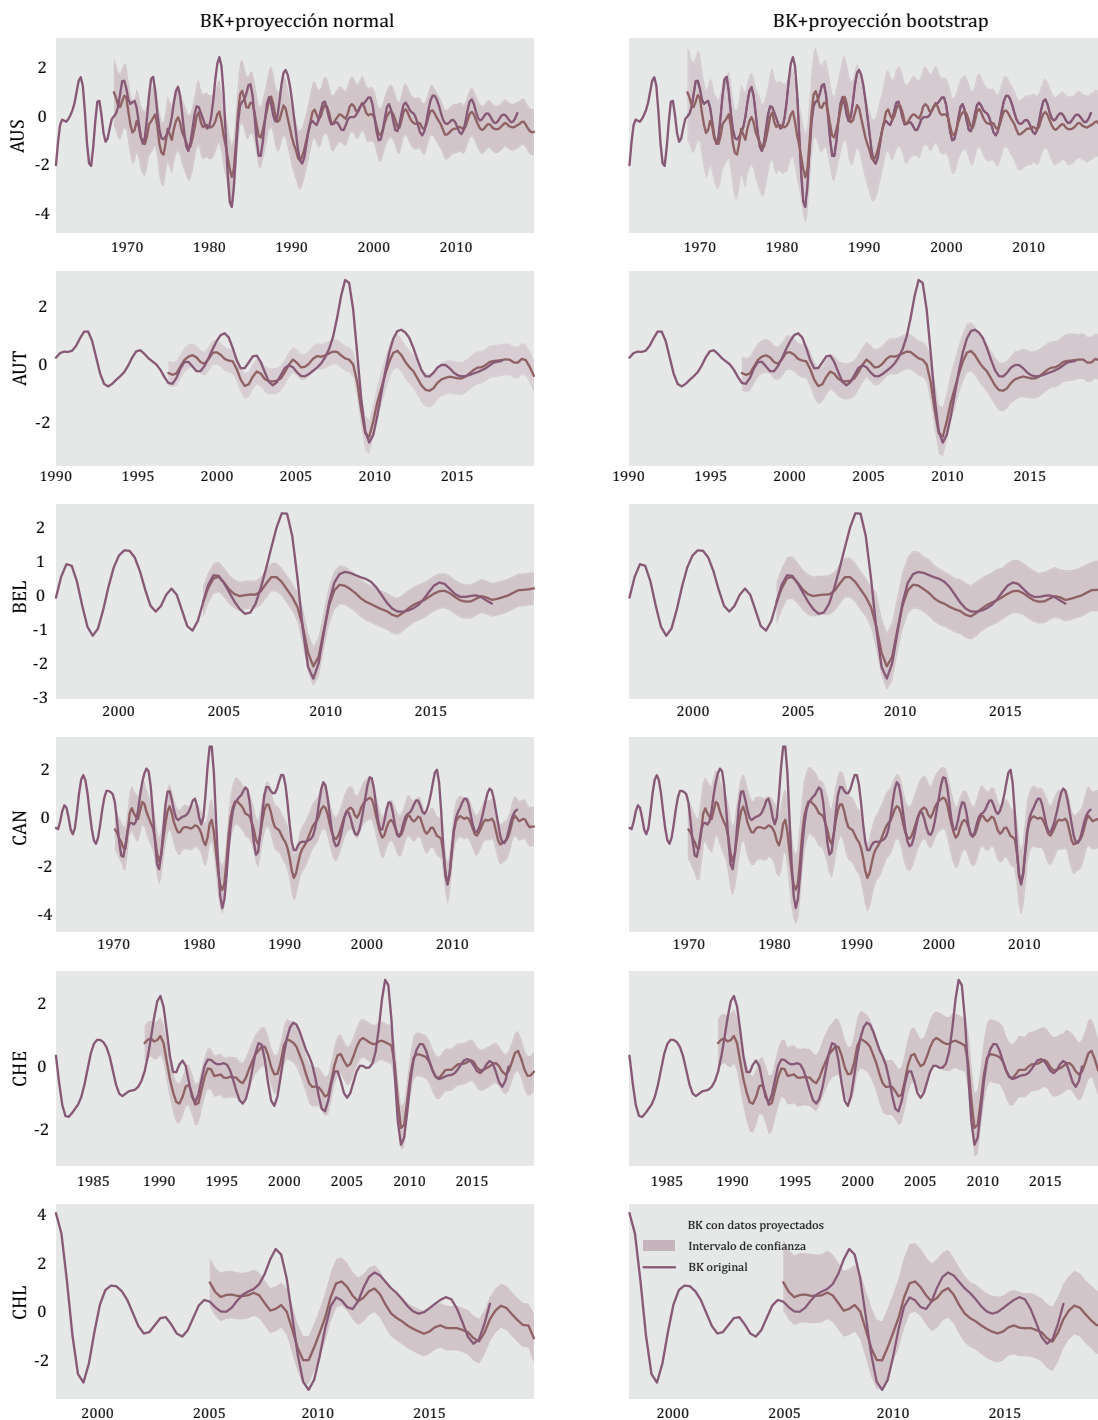 BK+proyección normal
BK+proyección bootstrap
AUS
2
0
-2
-4
1970 1980 1990 2000 2010
1970 1980 1990 2000 2010
AUT
2
0
-2
1990 1995 2000 2005 2010 2015
1990 1995 2000 2005 2010 2015
BEL
2
1
0
-1
-2
-3
2000 2005 2010 2015
2000 2005 2010 2015
CAN
2
0
-2
-4
1970 1980 1990 2000 2010
1970 1980 1990 2000 2010
CHE
2
0
-2
1985 1990 1995 2000 2005 2010 2015
1985 1990 1995 2000 2005 2010 2015
CHL
4
2
0
-2
BK con datos proyectados
Intervalo de confianza
BK original
2000 2005 2010 2015
2000 2005 2010 2015